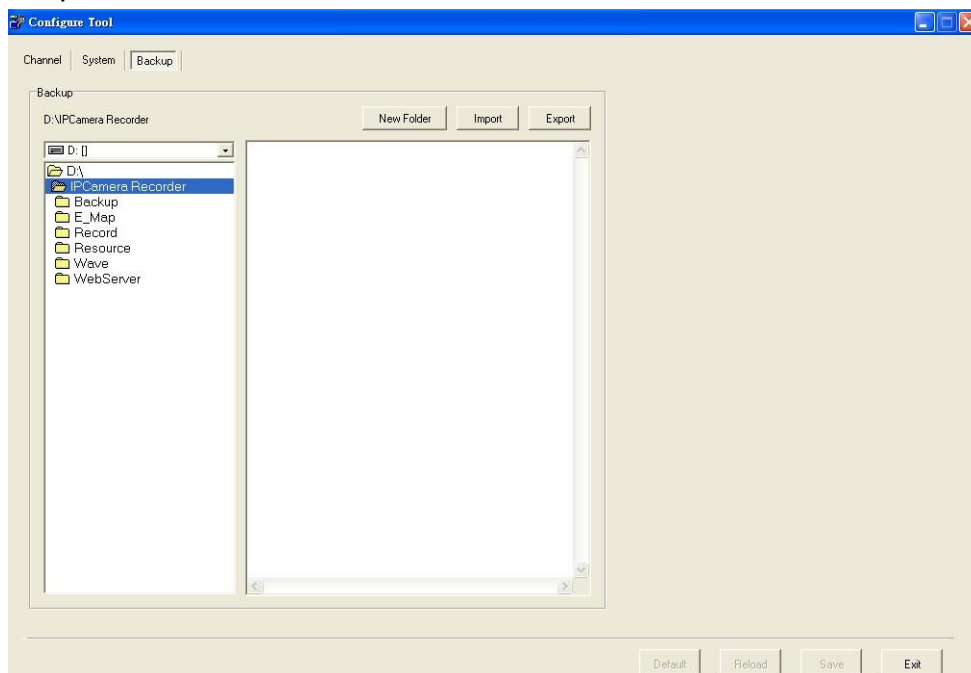 Configure Tool
Channel System Backup
Backup
D:\IPCamera Recorder New Folder Import Export
D: []
D:\
IPCamera Recorder
Backup
E_Map
Record
Resource
Wave
WebServer
Default Reload Save Exit